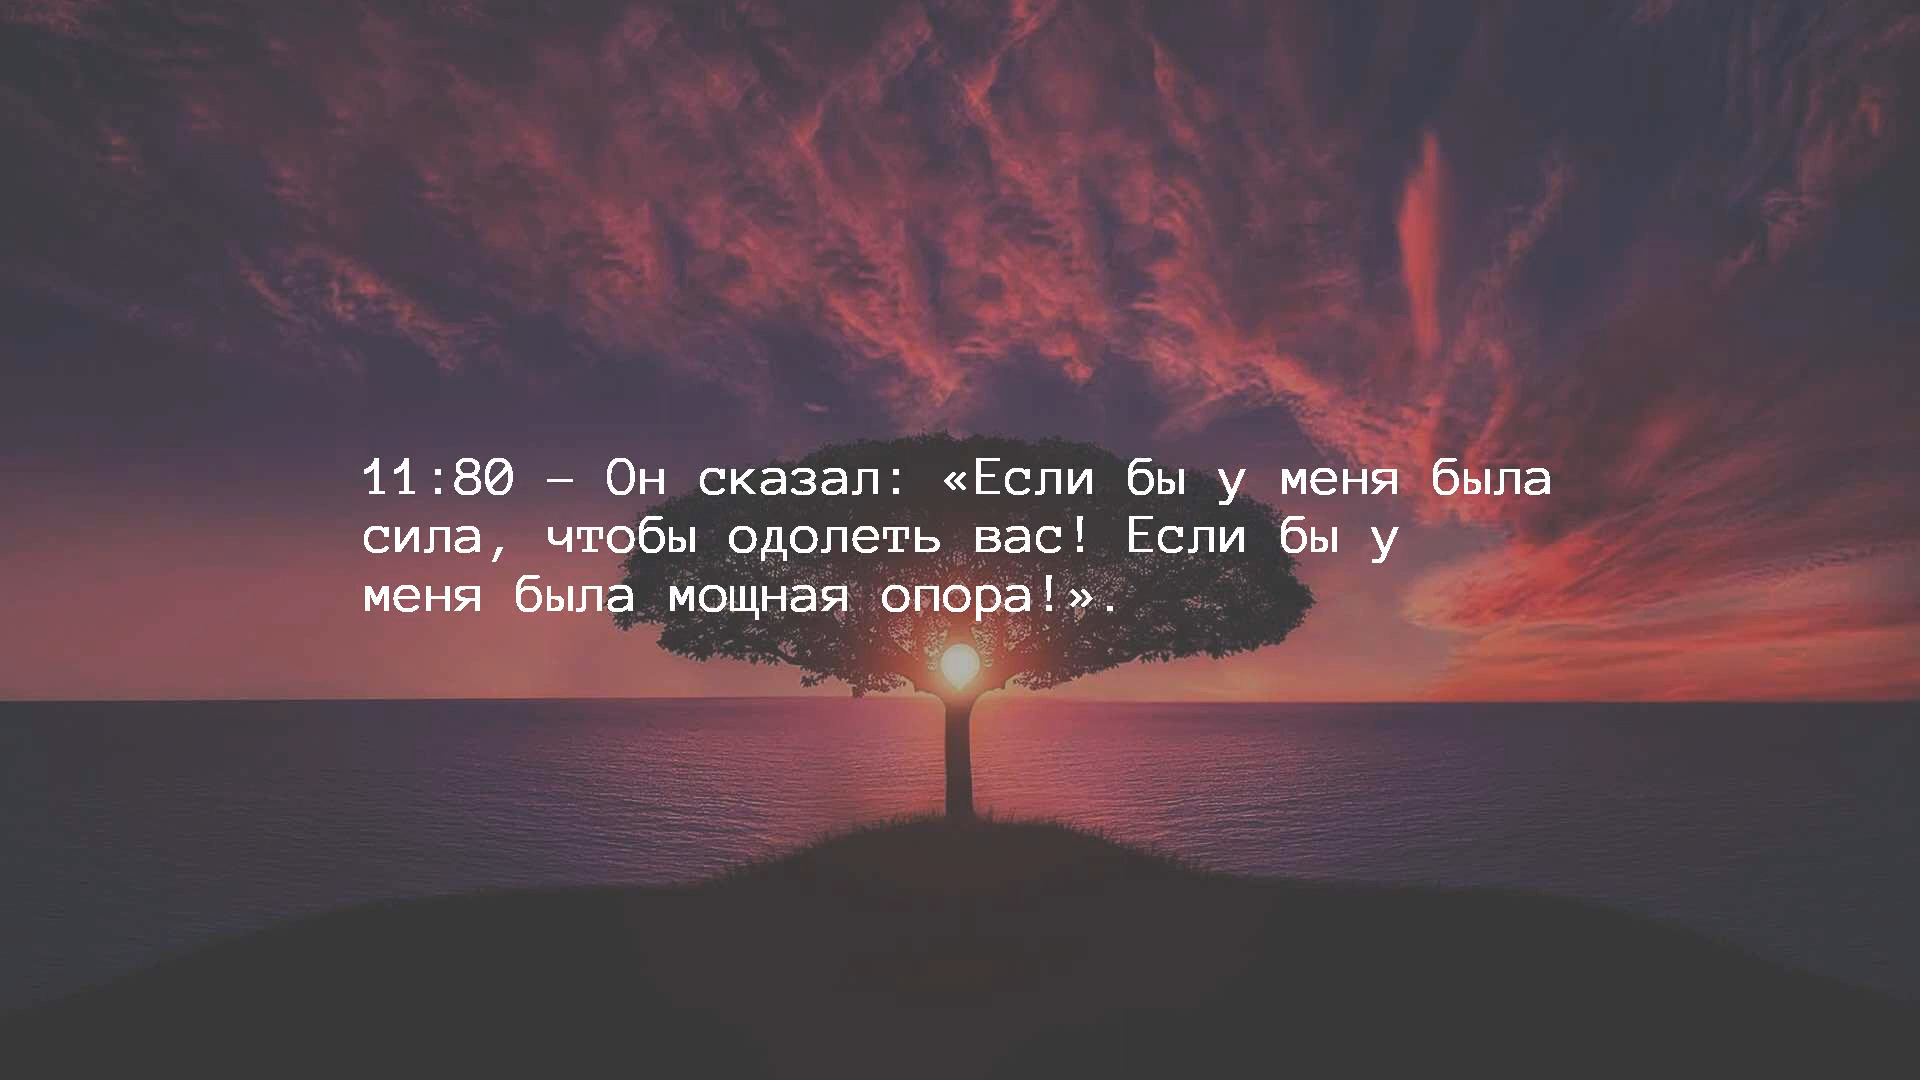 11:80 – Он сказал: «Если бы у меня была
сила, чтобы одолеть вас! Если бы у
меня была мощная опора!».